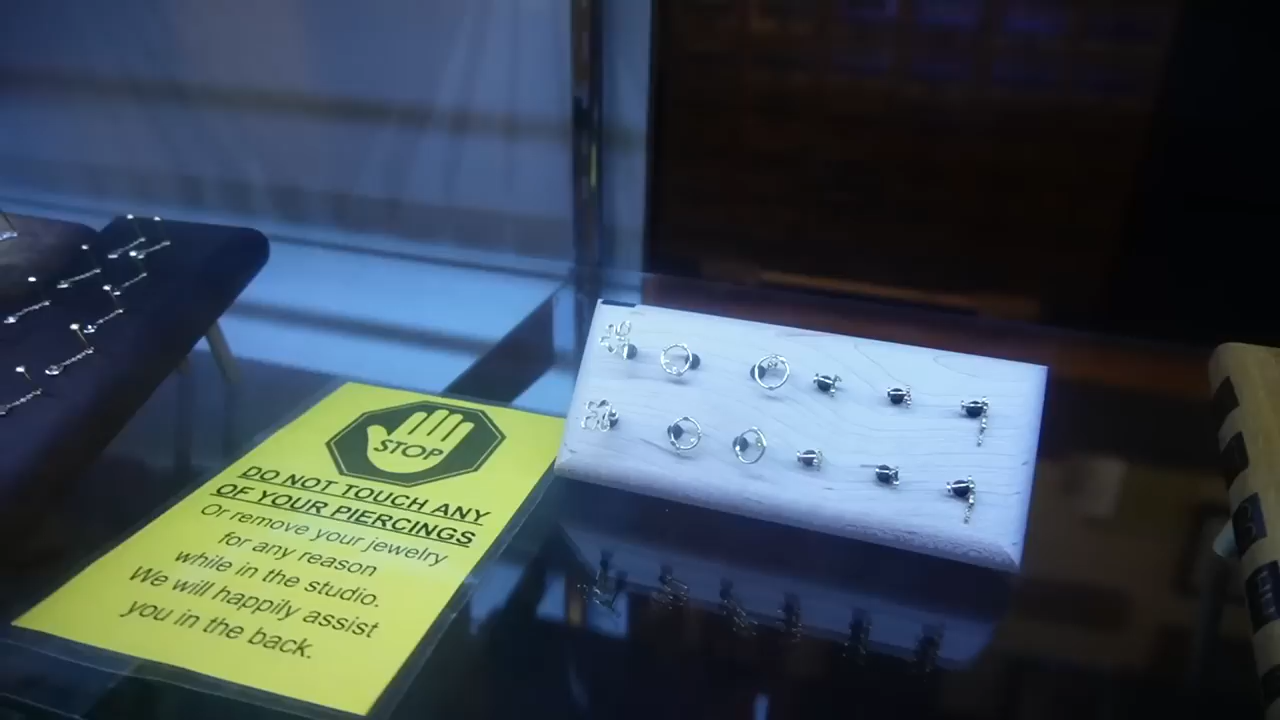 STOP
DO NOT TOUCH ANY
OF YOUR PIERCINGS
Or remove your jewelry
for any reason
while in the studio.
We will happily assist
you in the back.